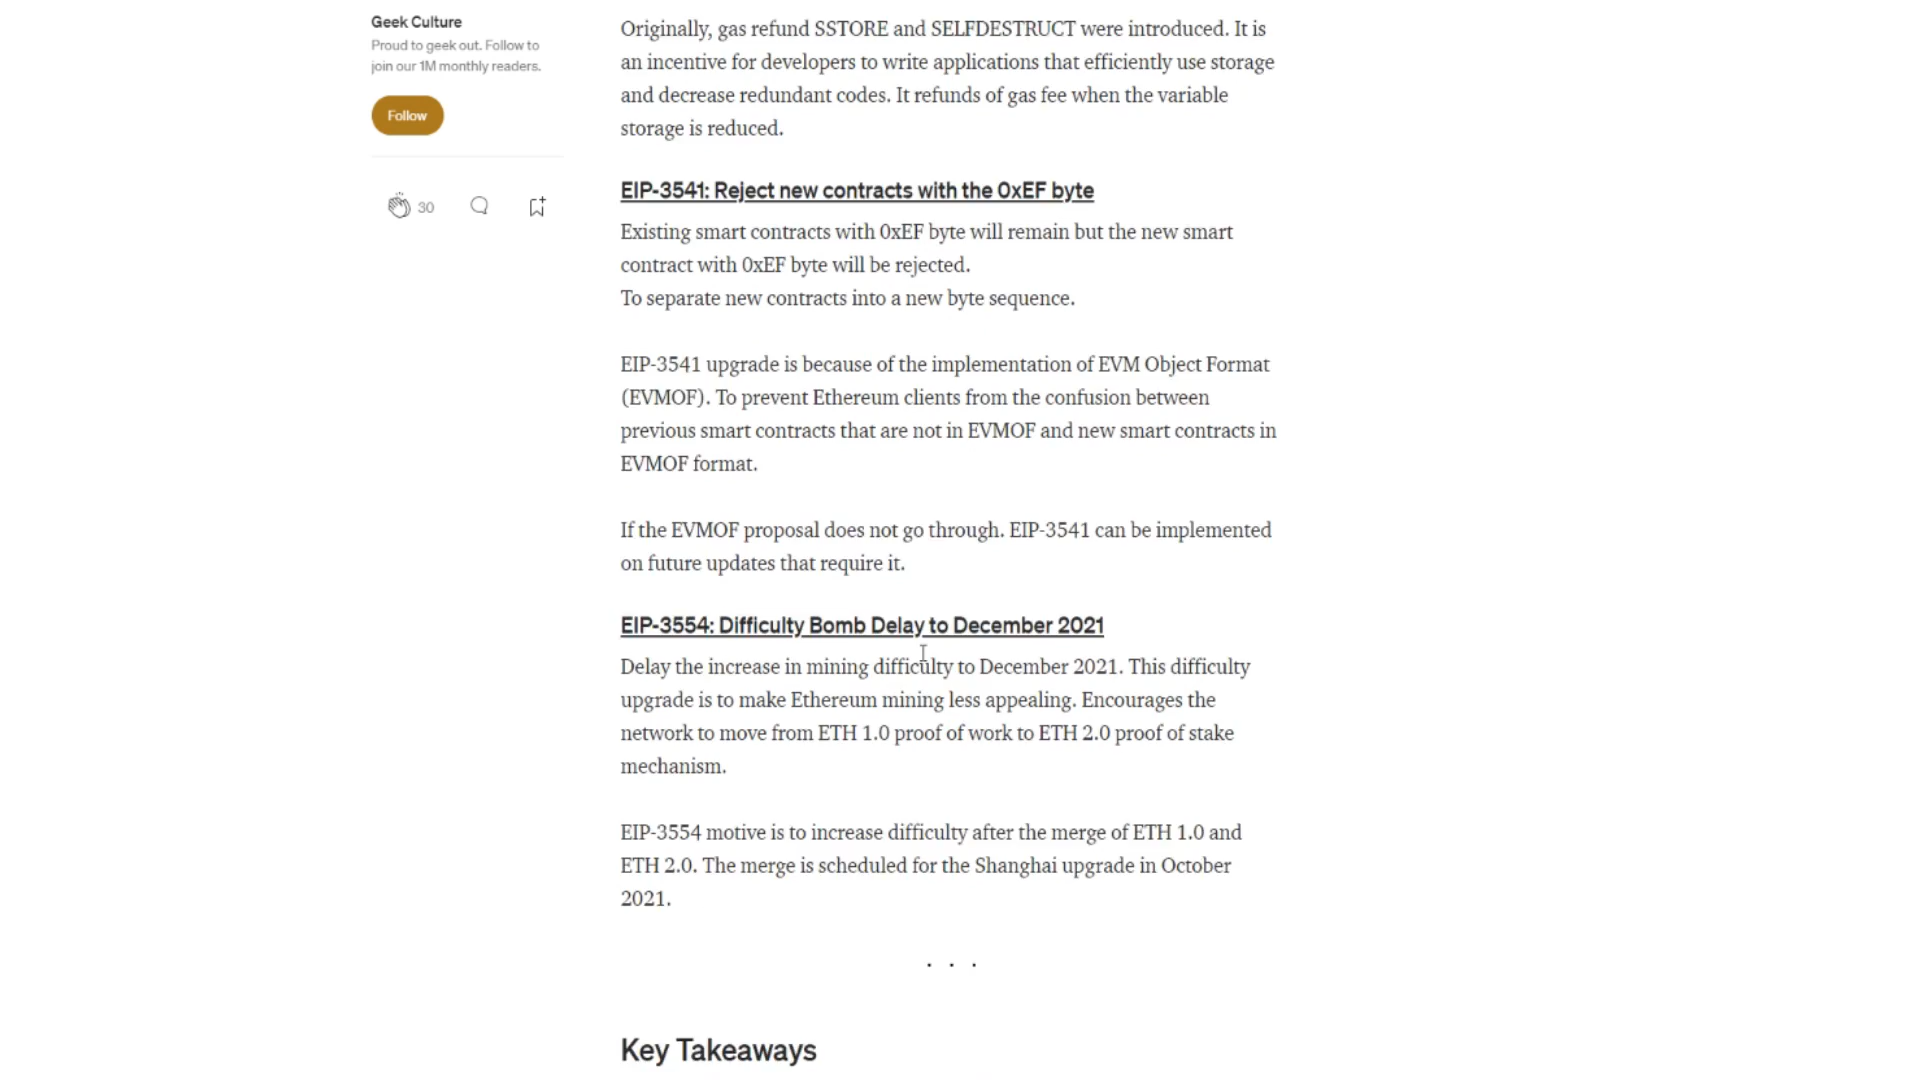 Geek Culture
Proud to geek out. Follow to
join our 1M monthly readers.
Follow
30
Originally, gas refund SSTORE and SELFDESTRUCT were introduced. It is
an incentive for developers to write applications that efficiently use storage
and decrease redundant codes. It refunds of gas fee when the variable
storage is reduced.
EIP-3541: Reject new contracts with the 0xEF byte
Existing smart contracts with 0xEF byte will remain but the new smart
contract with 0xEF byte will be rejected.
To separate new contracts into a new byte sequence.
EIP-3541 upgrade is because of the implementation of EVM Object Format
(EVMOF). To prevent Ethereum clients from the confusion between
previous smart contracts that are not in EVMOF and new smart contracts in
EVMOF format.
If the EVMOF proposal does not go through. EIP-3541 can be implemented
on future updates that require it.
EIP-3554: Difficulty Bomb Delay to December 2021
Delay the increase in mining difficulty to December 2021. This difficulty
upgrade is to make Ethereum mining less appealing. Encourages the
network to move from ETH 1.0 proof of work to ETH 2.0 proof of stake
mechanism.
EIP-3554 motive is to increase difficulty after the merge of ETH 1.0 and
ETH 2.0. The merge is scheduled for the Shanghai upgrade in October
2021.
. . .
Key Takeaways